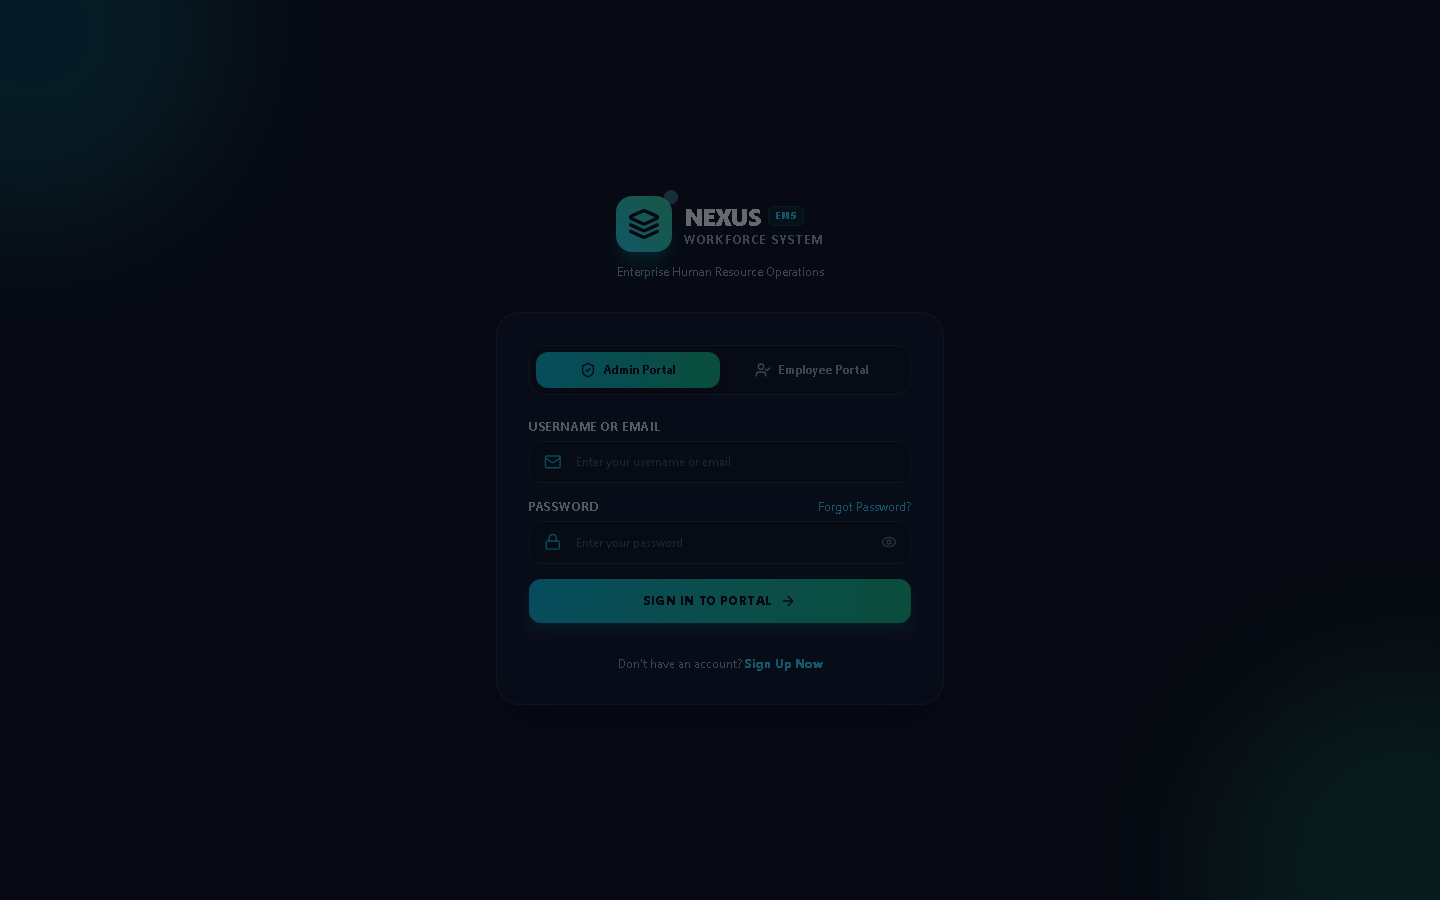 NEXUS EMS
WORKFORCE SYSTEM
Enterprise Human Resource Operations
Admin Portal
Employee Portal
USERNAME OR EMAIL
Enter your username or email
PASSWORD
Forgot Password?
Enter your password
SIGN IN TO PORTAL
Don't have an account? Sign Up Now